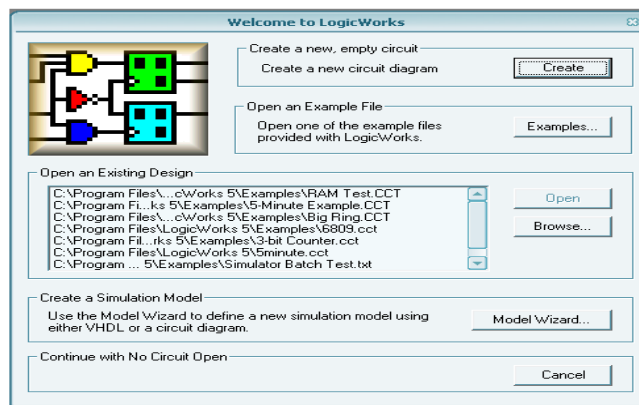 Welcome to LogicWorks
Create a new, empty circuit
Create a new circuit diagram
Create
Open an Example File
Open one of the example files
provided with LogicWorks.
Examples...
Open an Existing Design
C:\Program Files\...cWorks 5\Examples\RAM Test.CCT
C:\Program Fi...ks 5\Examples\5-Minute Example.CCT
C:\Program Files\...cWorks 5\Examples\Big Ring.CCT
C:\Program Files\LogicWorks 5\Examples\6809.cct
C:\Program Fil...rks 5\Examples\3-bit Counter.cct
C:\Program Files\LogicWorks 5\5minute.cct
C:\Program ... 5\Examples\Simulator Batch Test.txt
Open
Browse...
Create a Simulation Model
Use the Model Wizard to define a new simulation model using
either VHDL or a circuit diagram.
Model Wizard...
Continue with No Circuit Open
Cancel